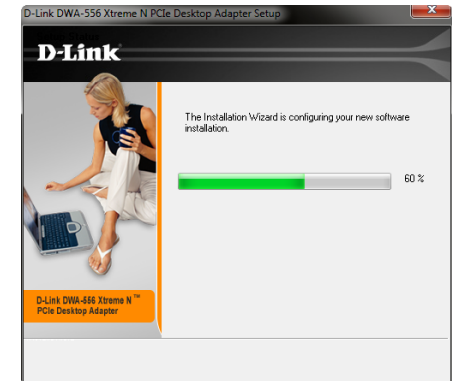 D-Link DWA-556 Xtreme N PCIe Desktop Adapter Setup
D-Link
The Installation Wizard is configuring your new software
installation.
60 %
D-Link DWA-556 Xtreme N ™
PCIe Desktop Adapter